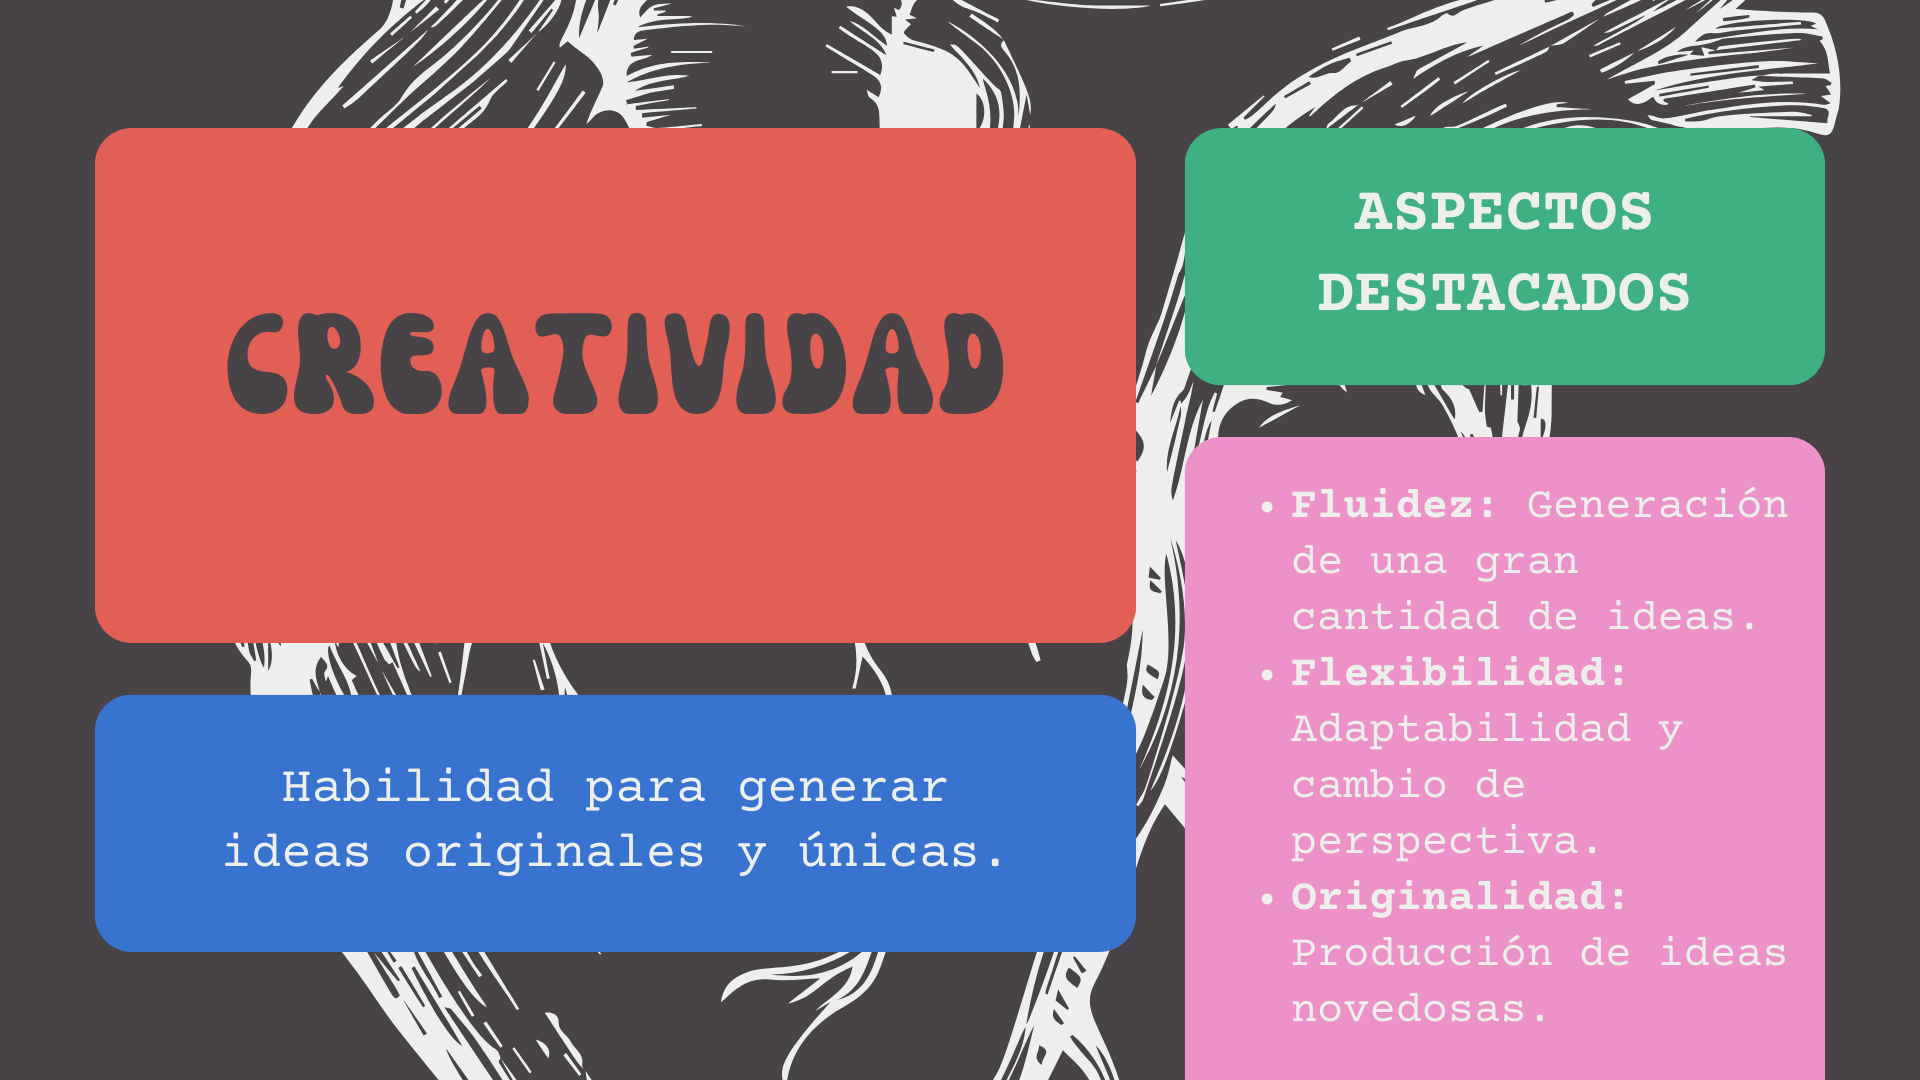 CREATIVIDAD
Habilidad para generar
ideas originales y únicas.
ASPECTOS
DESTACADOS
• Fluidez: Generación
de una gran
cantidad de ideas.
• Flexibilidad:
Adaptabilidad y
cambio de
perspectiva.
• Originalidad:
Producción de ideas
novedosas.